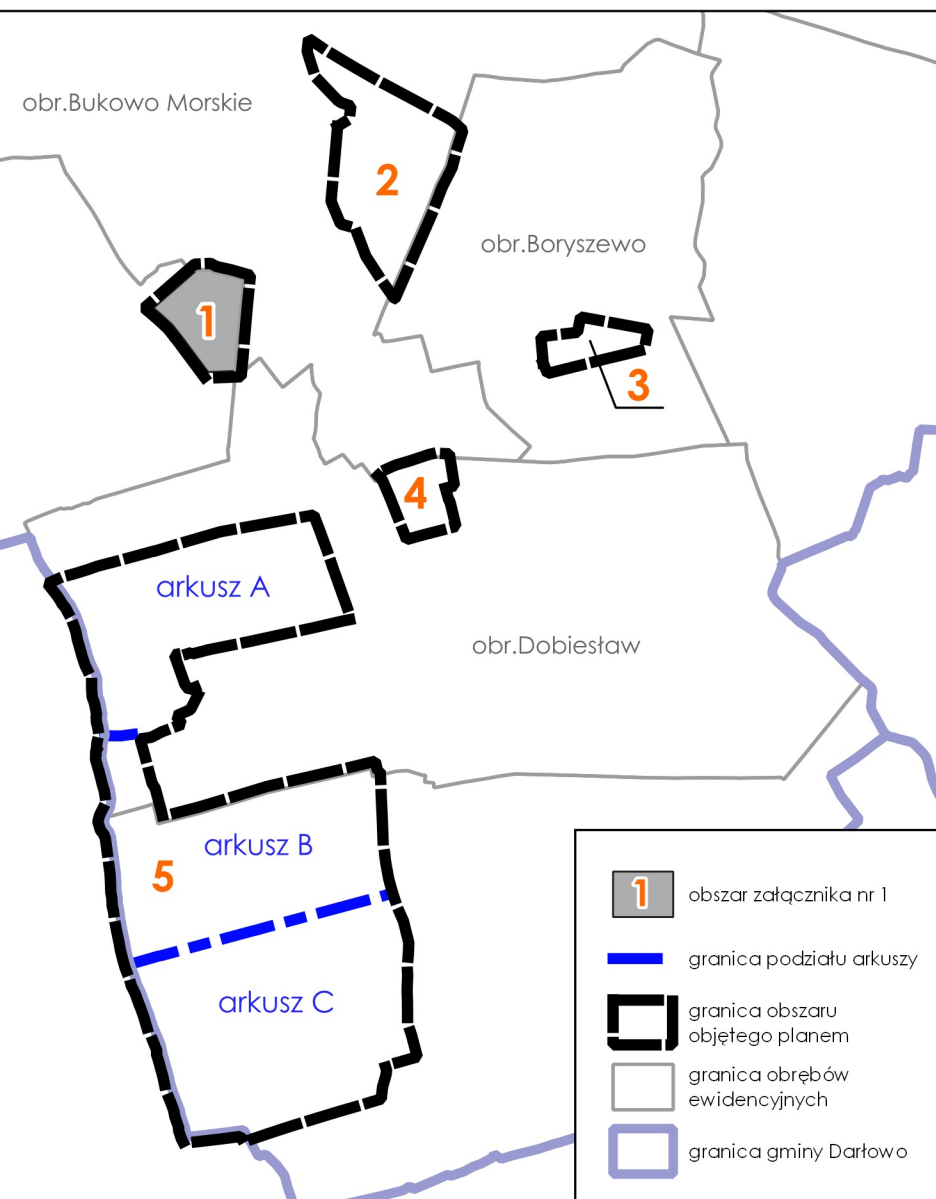 obr.Bukowo Morskie
2
obr.Boryszewo
1
3
4
arkusz A
obr.Dobiesław
arkusz B
5
arkusz C
1 obszar załącznika nr 1
granica podziału arkuszy
granica obszaru
objętego planem
granica obrębów
ewidencyjnych
granica gminy Darłowo